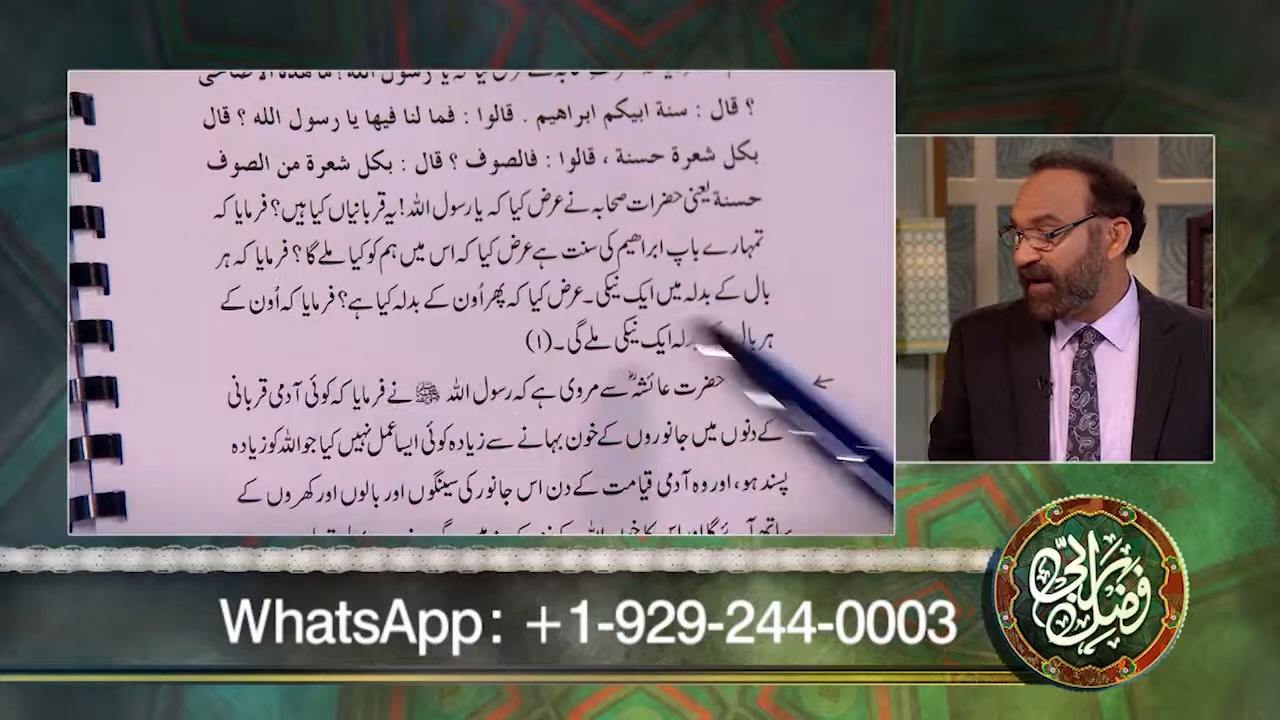 ؟ قال : سنة ابيكم ابراهيم . قالوا : فما لنا فيها يا رسول الله ؟ قال
بكل شعرة حسنة ، قالوا : فالصوف ؟ قال : بكل شعرة من الصوف
حسنة یعنی حضرات صحابہ نے عرض کیا کہ یا رسول اللہ! یہ قربانیاں کیا ہیں؟ فرمایا کہ
تمہارے باپ ابراہیم کی سنت ہے عرض کیا کہ اس میں ہم کو کیا ملے گا؟ فرمایا کہ ہر
بال کے بدلہ میں ایک نیکی۔ عرض کیا کہ پھر اُون کے بدلہ کیا ہے؟ فرمایا کہ اُون کے
ہر بال بدلہ ایک نیکی ملے گی۔ (۱)
حضرت عائشہؓ سے مروی ہے کہ رسول اللہ ﷺ نے فرمایا کہ کوئی آدمی قربانی
کے دنوں میں جانوروں کے خون بہانے سے زیادہ کوئی ایسا عمل نہیں کیا جو اللہ کو زیادہ
پسند ہو، اور وہ آدمی قیامت کے دن اس جانور کی سینگوں اور بالوں اور کھروں کے
فضل ربی
WhatsApp: +1-929-244-0003